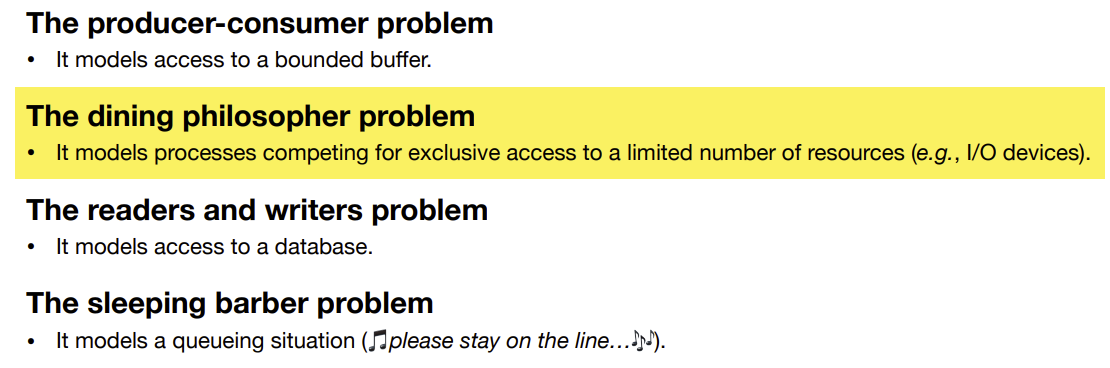 The producer-consumer problem
• It models access to a bounded buffer.
The dining philosopher problem
• It models processes competing for exclusive access to a limited number of resources (e.g., I/O devices).
The readers and writers problem
• It models access to a database.
The sleeping barber problem
• It models a queueing situation (🎵please stay on the line…🎶).